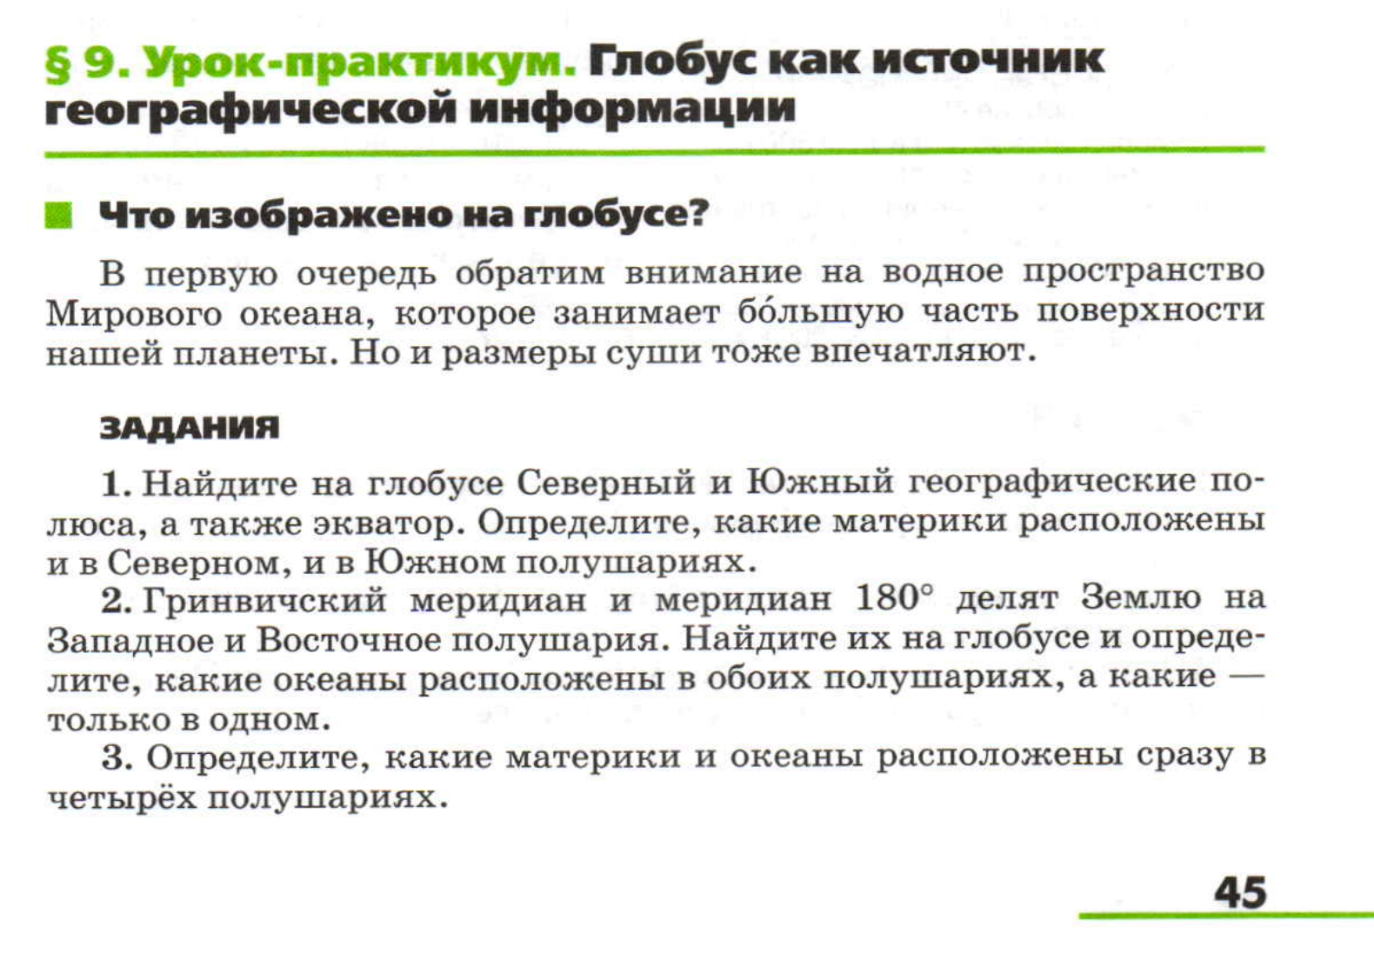 § 9. Урок-практикум. Глобус как источник
географической информации
Что изображено на глобусе?
В первую очередь обратим внимание на водное пространство
Мирового океана, которое занимает бо́льшую часть поверхности
нашей планеты. Но и размеры суши тоже впечатляют.
ЗАДАНИЯ
1. Найдите на глобусе Северный и Южный географические по-
люса, а также экватор. Определите, какие материки расположены
и в Северном, и в Южном полушариях.
2. Гринвичский меридиан и меридиан 180° делят Землю на
Западное и Восточное полушария. Найдите их на глобусе и опреде-
лите, какие океаны расположены в обоих полушариях, а какие —
только в одном.
3. Определите, какие материки и океаны расположены сразу в
четырёх полушариях.
45